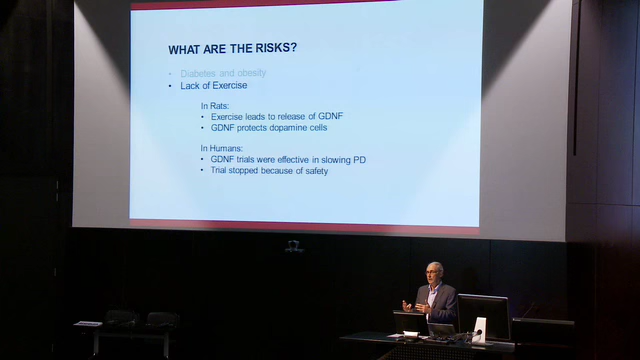 WHAT ARE THE RISKS?
• Diabetes and obesity
• Lack of Exercise
In Rats:
• Exercise leads to release of GDNF
• GDNF protects dopamine cells
In Humans:
• GDNF trials were effective in slowing PD
• Trial stopped because of safety